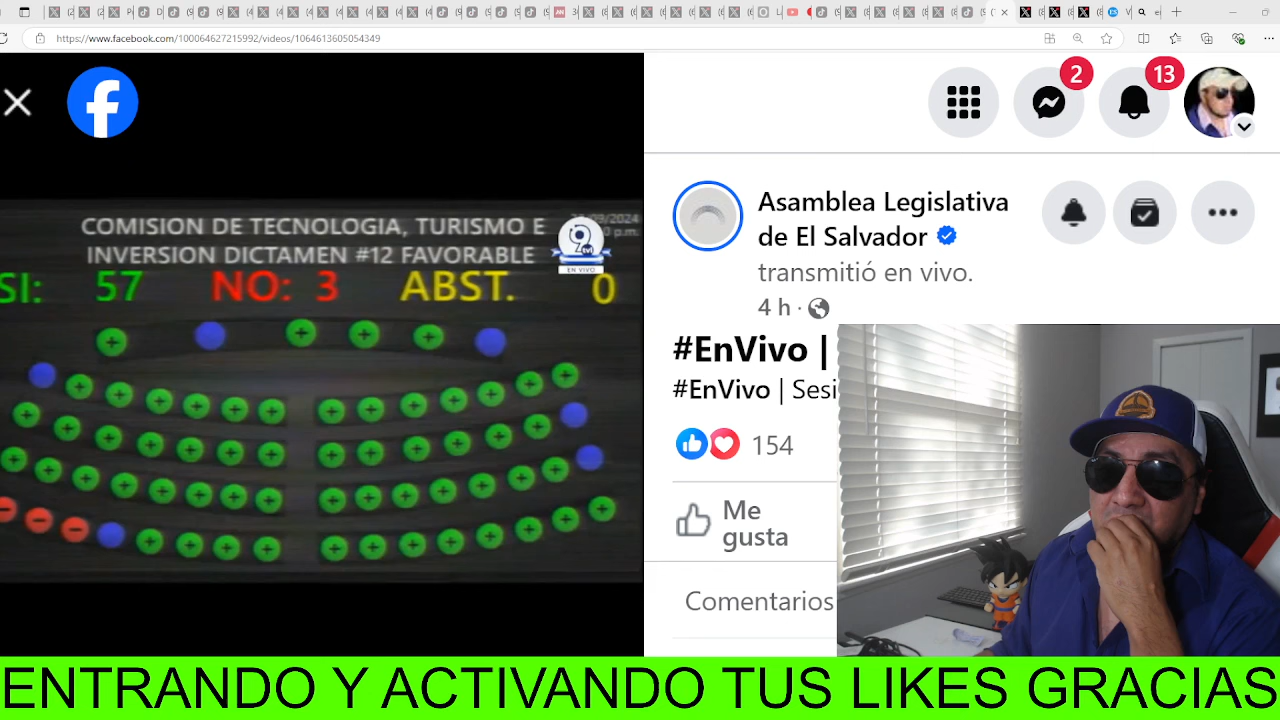 https://www.facebook.com/100064627215992/videos/1064613605054349
2
13
COMISION DE TECNOLOGIA, TURISMO E
INVERSION DICTAMEN #12 FAVORABLE
EN VIVO
SI: 57 NO: 3 ABST. 0
Asamblea Legislativa
de El Salvador
transmitió en vivo.
4 h ·
#EnVivo |
#EnVivo | Sesi
154
Me
gusta
Comentarios
ENTRANDO Y ACTIVANDO TUS LIKES GRACIAS